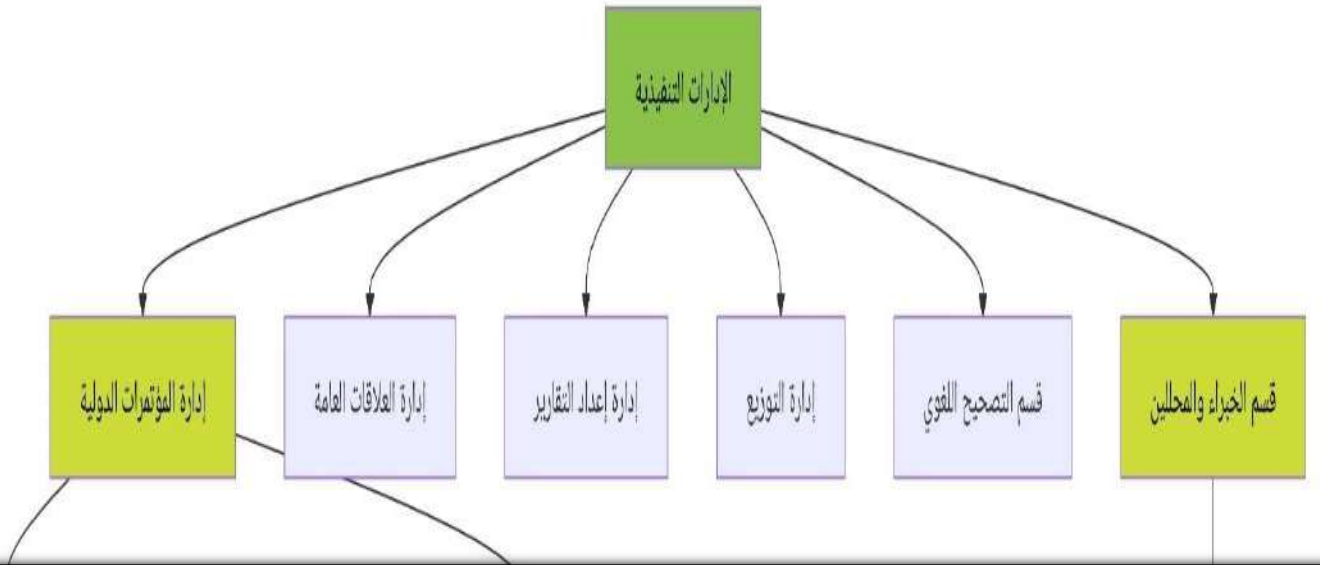 الإدارات التنفيذية
قسم الخبراء والمحللين
قسم التصحيح اللغوي
إدارة التوزيع
إدارة إعداد التقارير
إدارة العلاقات العامة
إدارة المؤتمرات الدولية